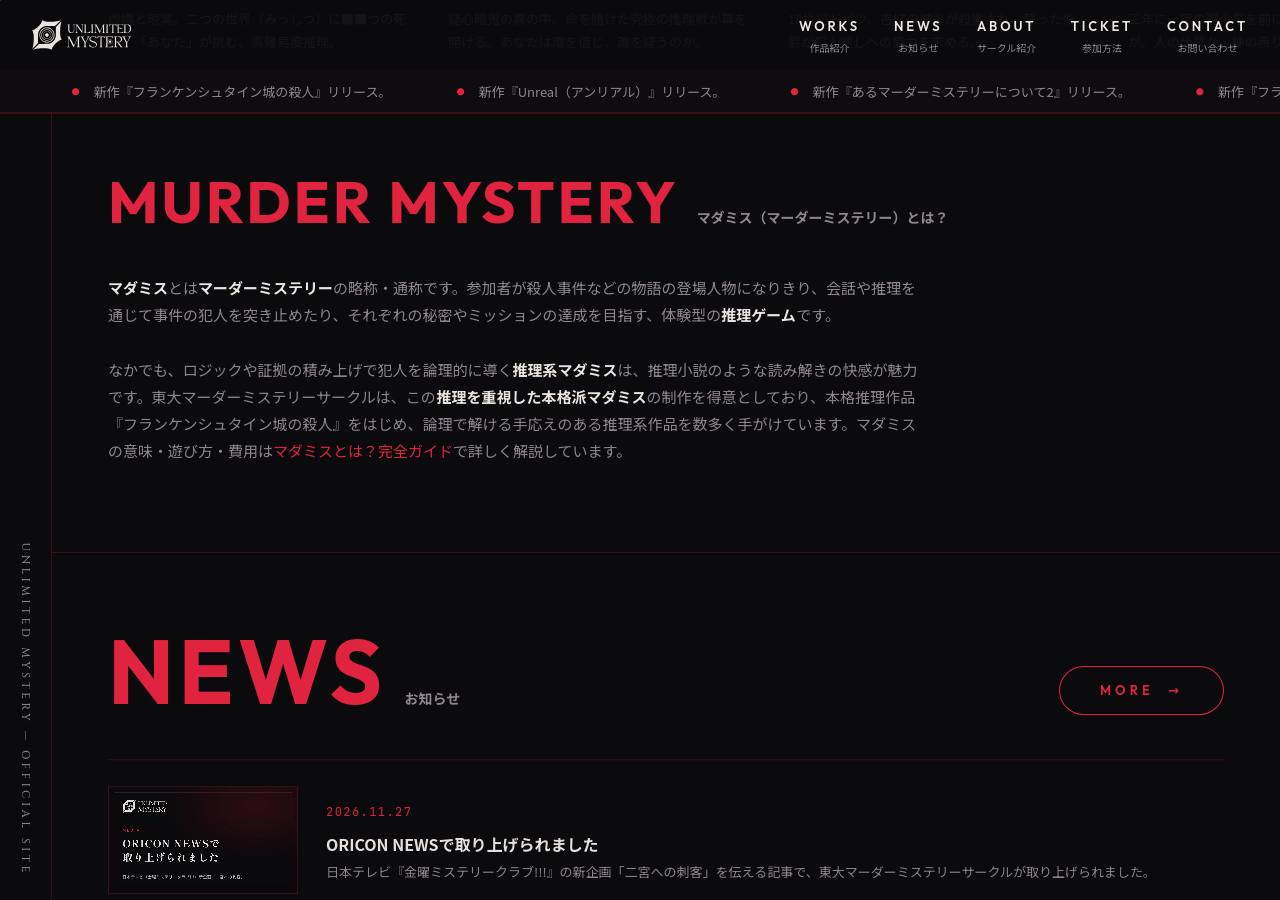 UNLIMITED
MYSTERY
WORKS
作品紹介
NEWS
お知らせ
ABOUT
サークル紹介
TICKET
参加方法
CONTACT
お問い合わせ
新作『フランケンシュタイン城の殺人』リリース。
新作『Unreal（アンリアル）』リリース。
新作『あるマーダーミステリーについて2』リリース。
新作『フラ
MURDER MYSTERY
マダミス（マーダーミステリー）とは？
マダミスとはマーダーミステリーの略称・通称です。参加者が殺人事件などの物語の登場人物になりきり、会話や推理を
通じて事件の犯人を突き止めたり、それぞれの秘密やミッションの達成を目指す、体験型の推理ゲームです。
なかでも、ロジックや証拠の積み上げで犯人を論理的に導く推理系マダミスは、推理小説のような読み解きの快感が魅力
です。東大マーダーミステリーサークルは、この推理を重視した本格派マダミスの制作を得意としており、本格推理作品
『フランケンシュタイン城の殺人』をはじめ、論理で解ける手応えのある推理系作品を数多く手がけています。マダミス
の意味・遊び方・費用はマダミスとは？完全ガイドで詳しく解説しています。
UNLIMITED MYSTERY — OFFICIAL SITE
NEWS
お知らせ
MORE →
UNLIMITED
MYSTERY
NEWS
ORICON NEWSで
取り上げられました
2026.11.27
ORICON NEWSで取り上げられました
日本テレビ『金曜ミステリークラブ!!!』の新企画「二宮への刺客」を伝える記事で、東大マーダーミステリーサークルが取り上げられました。